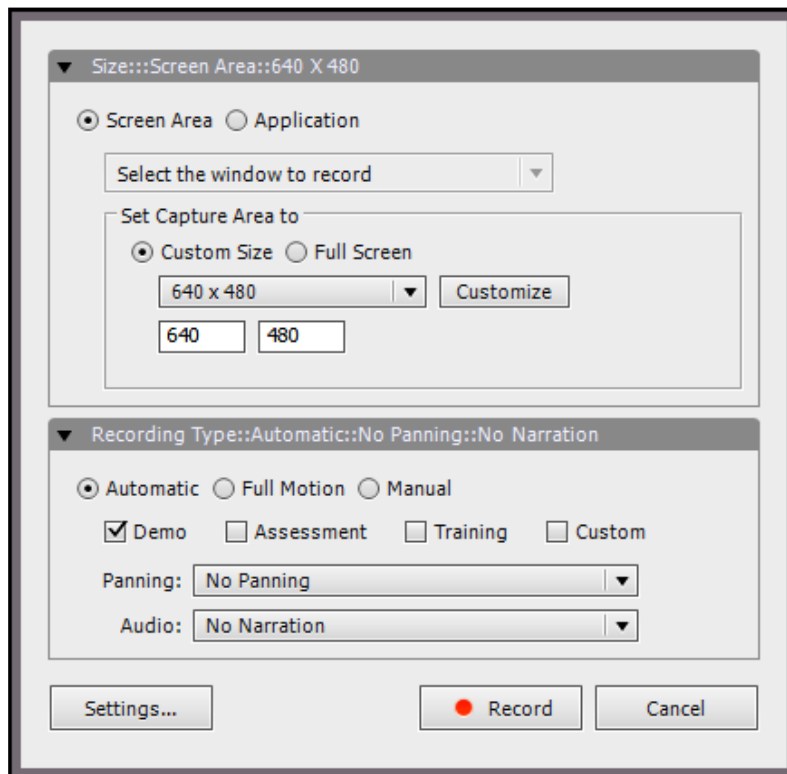 Size:::Screen Area::640 X 480
Screen Area Application
Select the window to record
Set Capture Area to
Custom Size Full Screen
640 x 480 Customize
640 480
Recording Type::Automatic::No Panning::No Narration
Automatic Full Motion Manual
Demo Assessment Training Custom
Panning: No Panning
Audio: No Narration
Settings... Record Cancel